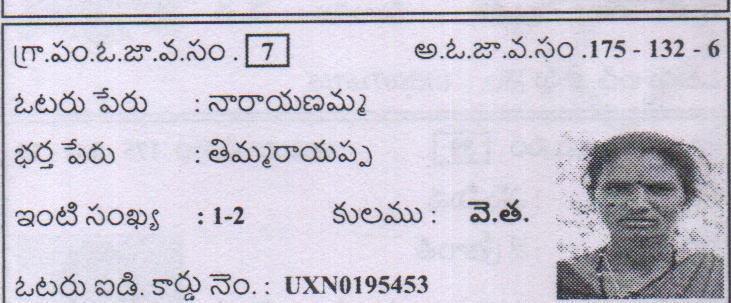 గ్రా.పం.ఓ.జా.వ.సం. 7 అ.ఓ.జా.వ.సం.175 - 132 - 6
ఓటరు పేరు : నారాయణమ్మ
భర్త పేరు : తిమ్మరాయప్ప
ఇంటి సంఖ్య : 1-2 కులము : వె.త.
ఓటరు ఐడి. కార్డు నెం. : UXN0195453